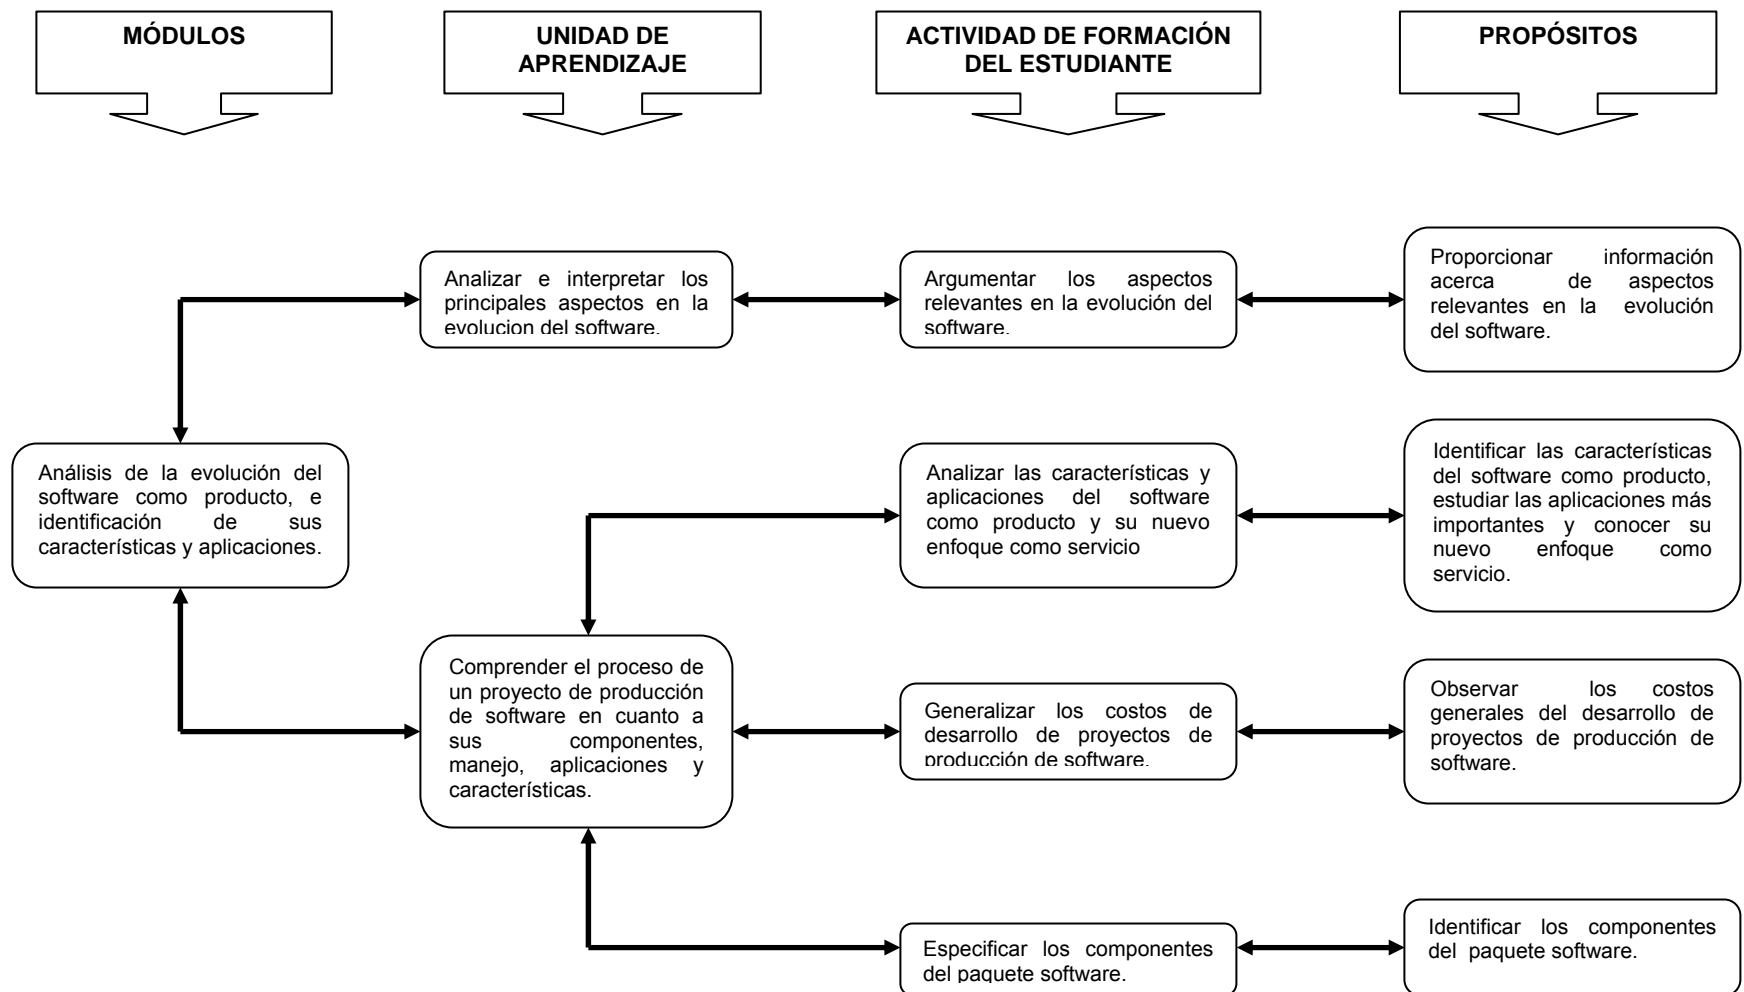 MÓDULOS
UNIDAD DE
APRENDIZAJE
ACTIVIDAD DE FORMACIÓN
DEL ESTUDIANTE
PROPÓSITOS
Analizar e interpretar los
principales aspectos en la
evolucion del software.
Argumentar los aspectos
relevantes en la evolución del
software.
Proporcionar información
acerca de aspectos
relevantes en la evolución
del software.
Análisis de la evolución del
software como producto, e
identificación de sus
características y aplicaciones.
Analizar las características y
aplicaciones del software
como producto y su nuevo
enfoque como servicio
Identificar las características
del software como producto,
estudiar las aplicaciones más
importantes y conocer su
nuevo enfoque como
servicio.
Comprender el proceso de
un proyecto de producción
de software en cuanto a
sus componentes,
manejo, aplicaciones y
características.
Generalizar los costos de
desarrollo de proyectos de
producción de software.
Observar los costos
generales del desarrollo de
proyectos de producción de
software.
Especificar los componentes
del paquete software.
Identificar los componentes
del paquete software.